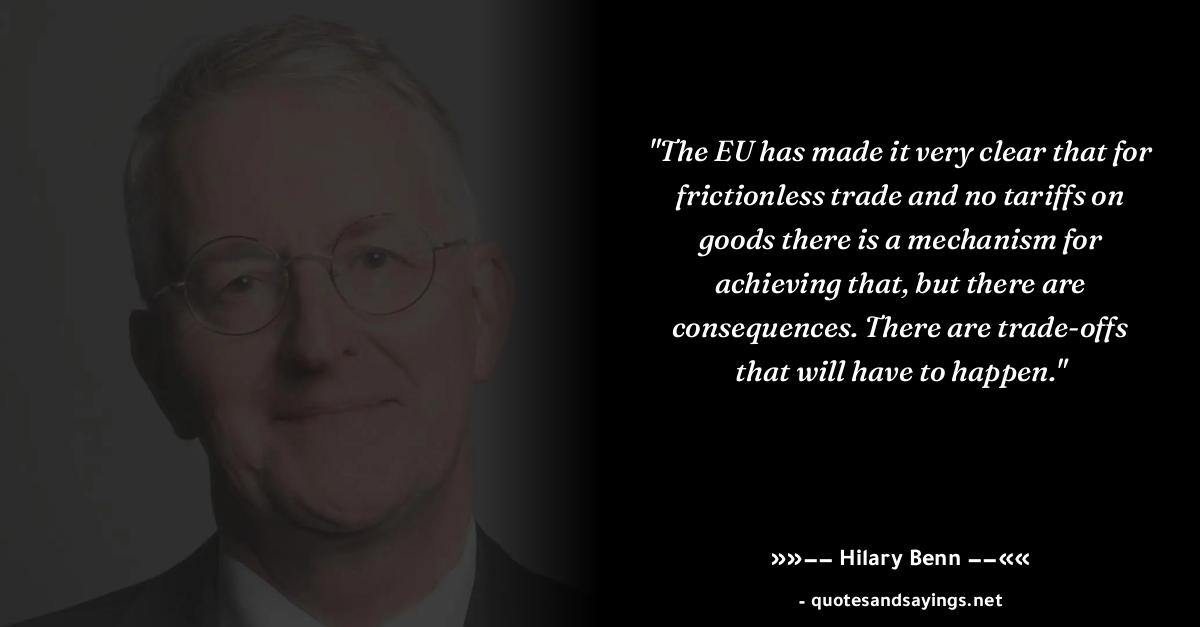 "The EU has made it very clear that for
frictionless trade and no tariffs on
goods there is a mechanism for
achieving that, but there are
consequences. There are trade-offs
that will have to happen."
»»−− Hilary Benn −−««
- quotesandsayings.net